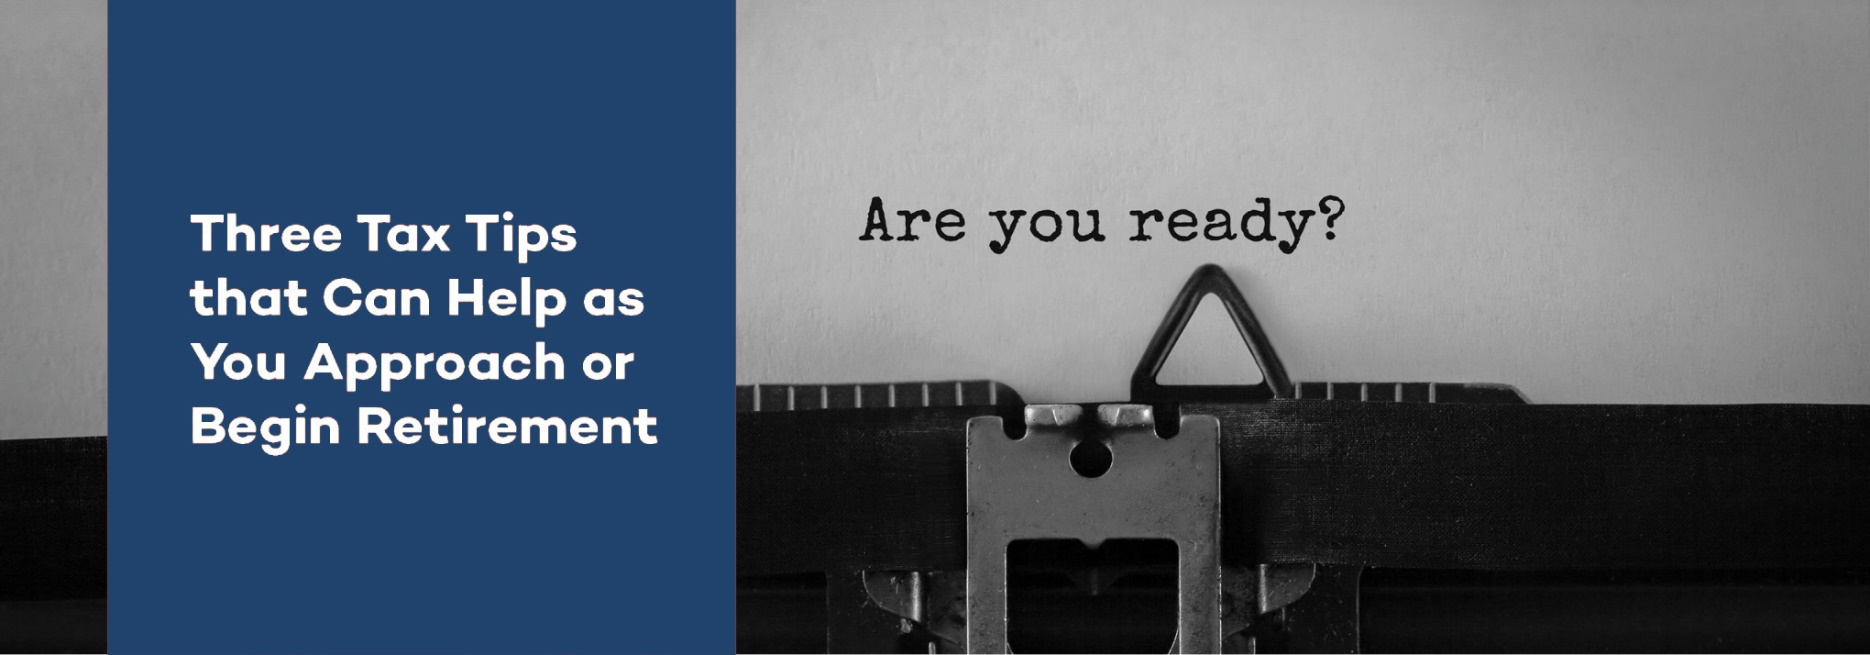 Three Tax Tips
that Can Help as
You Approach or
Begin Retirement
Are you ready?